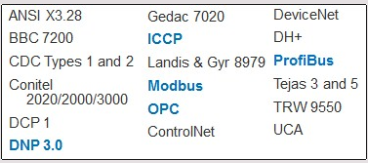 ANSI X3.28
BBC 7200
CDC Types 1 and 2
Conitel
2020/2000/3000
DCP 1
DNP 3.0
Gedac 7020
ICCP
Landis & Gyr 8979
Modbus
OPC
ControlNet
DeviceNet
DH+
ProfiBus
Tejas 3 and 5
TRW 9550
UCA